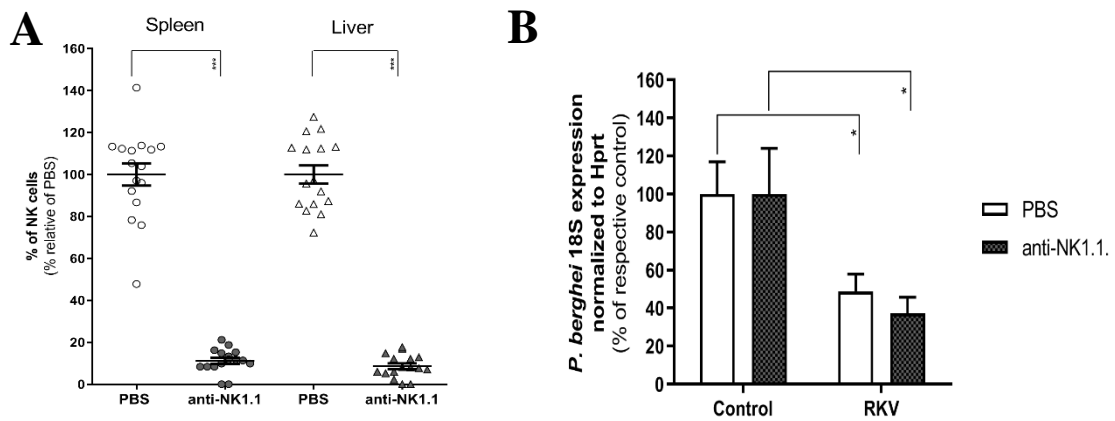 A
Spleen
Liver
***
***
160
140
120
100
80
60
40
20
0
% of NK cells
(% relative of PBS)
PBS
anti-NK1.1
PBS
anti-NK1.1
B
*
*
160
140
120
100
80
60
40
20
0
P. berghei 18S expression
normalized to Hprt
(% of respective control)
Control
RKV
PBS
anti-NK1.1.